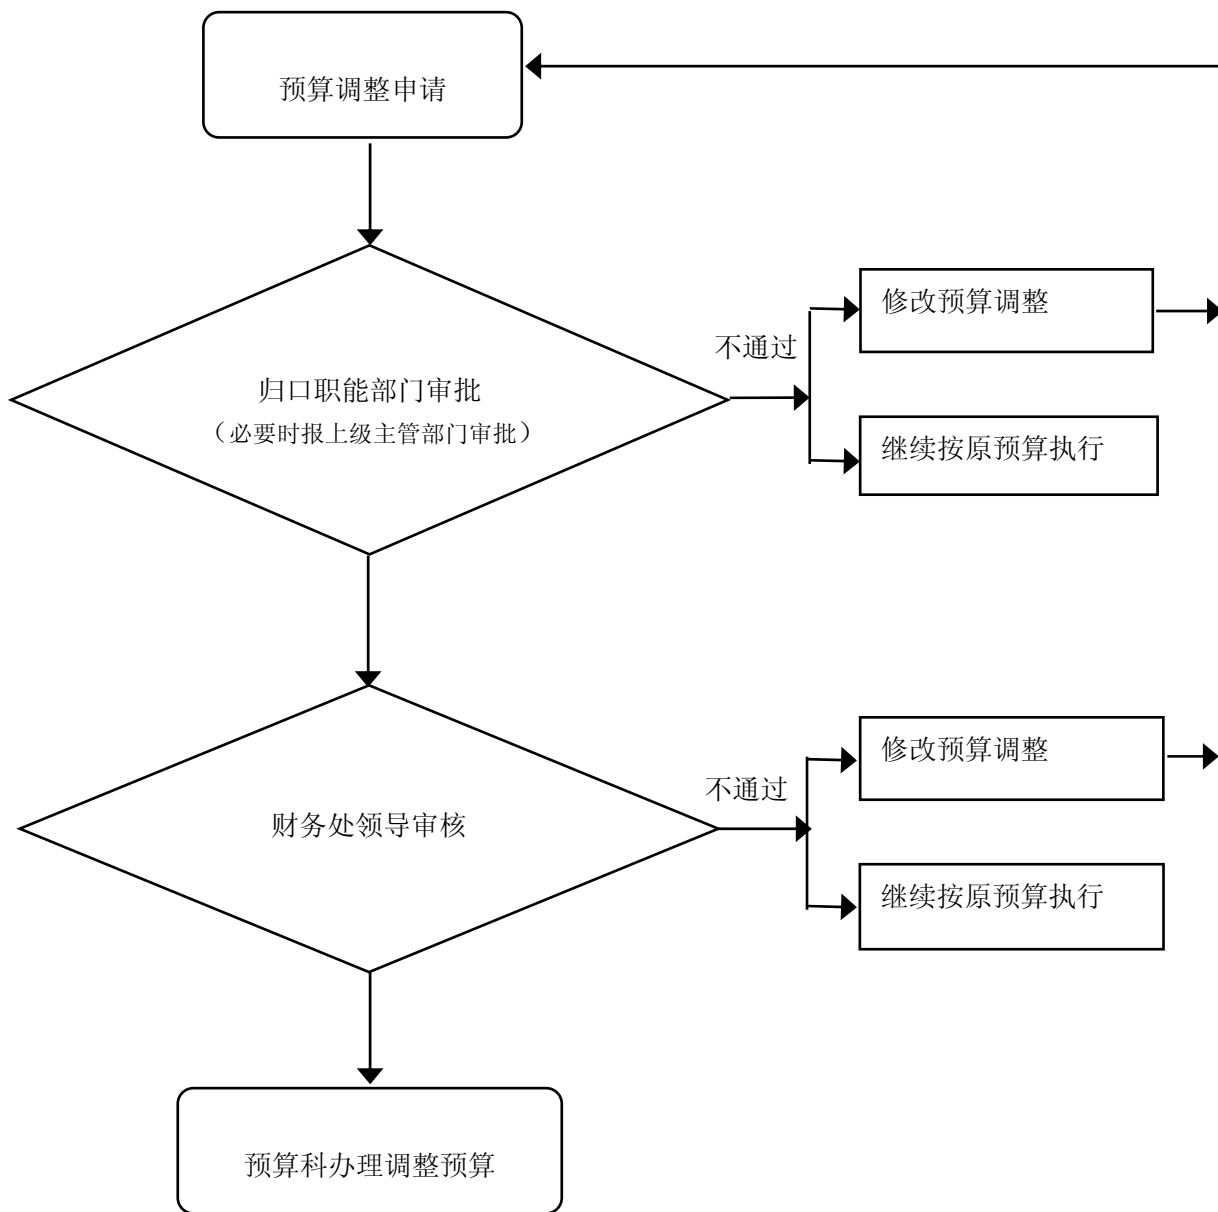 预算调整申请
修改预算调整
不通过
归口职能部门审批
（必要时报上级主管部门审批）
继续按原预算执行
修改预算调整
不通过
财务处领导审核
继续按原预算执行
预算科办理调整预算